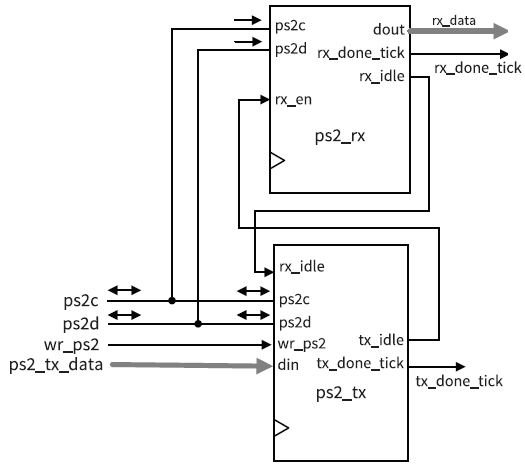 ps2c
dout
rx_data
ps2d
rx_done_tick
rx_done_tick
rx_idle
rx_en
ps2_rx
rx_idle
ps2c
ps2c
ps2d
ps2d
wr_ps2
wr_ps2
tx_idle
ps2_tx_data
din
tx_done_tick
tx_done_tick
ps2_tx